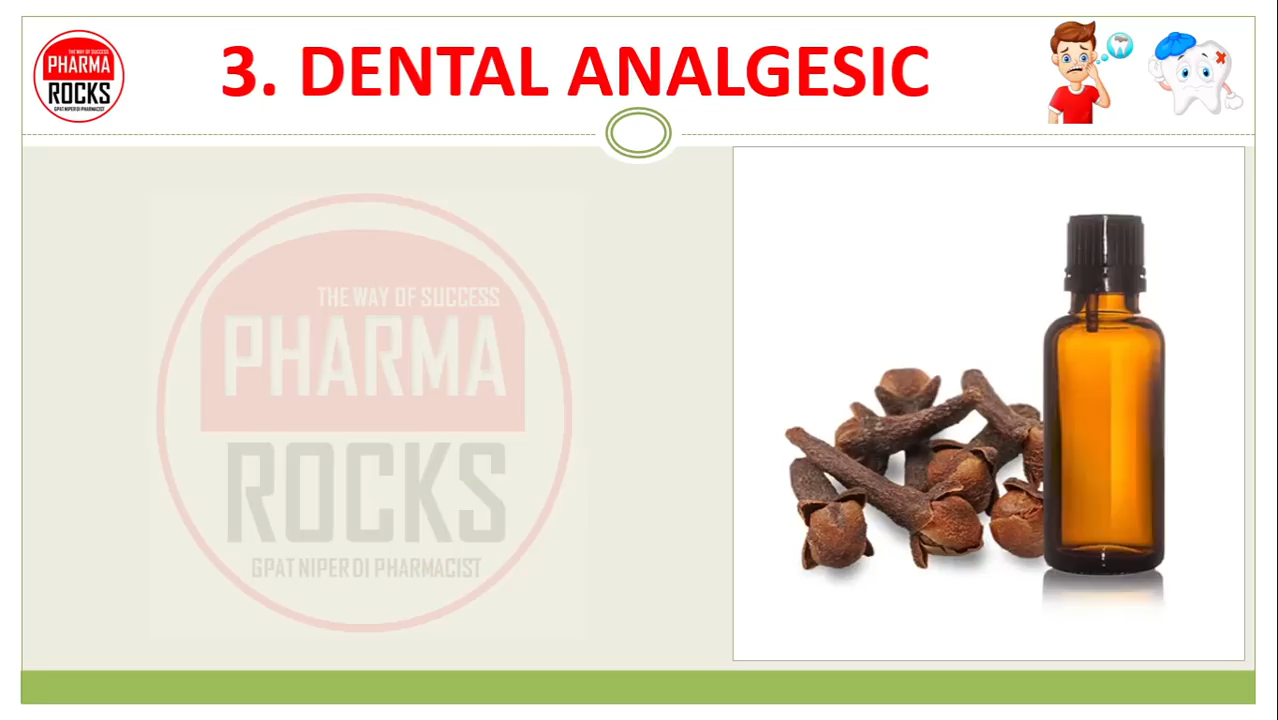 THE WAY OF SUCCESS
PHARMA
ROCKS
GPAT NIPER DI PHARMACIST
3. DENTAL ANALGESIC
THE WAY OF SUCCESS
PHARMA
ROCKS
GPAT NIPER DI PHARMACIST